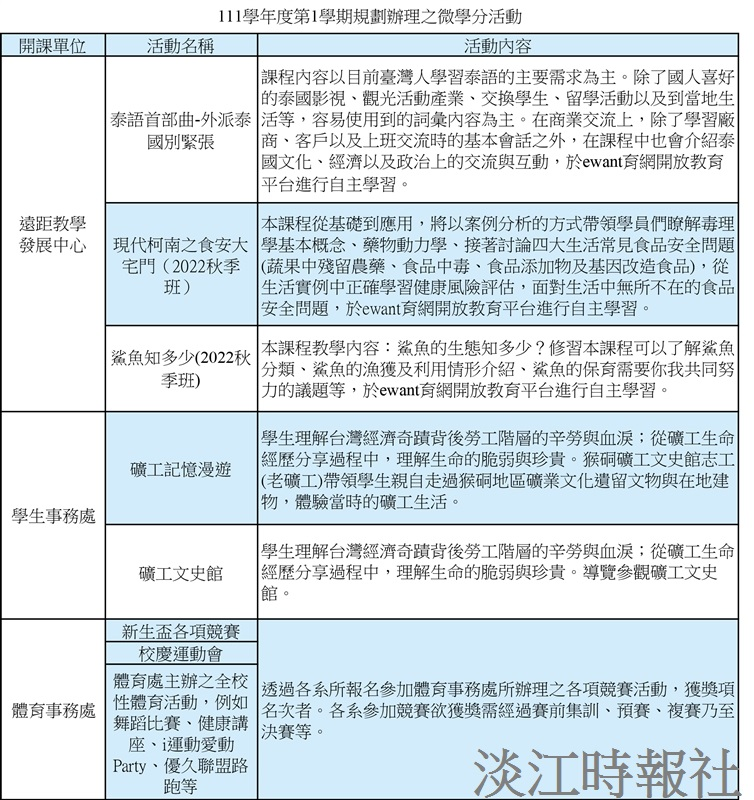 111學年度第1學期規劃辦理之微學分活動
開課單位
活動名稱
活動內容
遠距教學
發展中心
泰語首部曲-外派泰
國別緊張
課程內容以目前臺灣人學習泰語的主要需求為主。除了國人喜好
的泰國影視、觀光活動產業、交換學生、留學活動以及到當地生
活等，容易使用到的詞彙內容為主。在商業交流上，除了學習廠
商、客戶以及上班交流時的基本會話之外，在課程中也會介紹泰
國文化、經濟以及政治上的交流與互動，於ewant育網開放教育
平台進行自主學習。
現代柯南之食安大
宅門（2022秋季
班）
本課程從基礎到應用，將以案例分析的方式帶領學員們瞭解毒理
學基本概念、藥物動力學、接著討論四大生活常見食品安全問題
(蔬果中殘留農藥、食品中毒、食品添加物及基因改造食品)，從
生活實例中正確學習健康風險評估，面對生活中無所不在的食品
安全問題，於ewant育網開放教育平台進行自主學習。
鯊魚知多少(2022秋
季班)
本課程教學內容：鯊魚的生態知多少？修習本課程可以了解鯊魚
分類、鯊魚的漁獲及利用情形介紹、鯊魚的保育需要你我共同努
力的議題等，於ewant育網開放教育平台進行自主學習。
學生事務處
礦工記憶漫遊
學生理解台灣經濟奇蹟背後勞工階層的辛勞與血淚；從礦工生命
經歷分享過程中，理解生命的脆弱與珍貴。猴硐礦工文史館志工
(老礦工)帶領學生親自走過猴硐地區礦業文化遺留文物與在地建
物，體驗當時的礦工生活。
礦工文史館
學生理解台灣經濟奇蹟背後勞工階層的辛勞與血淚；從礦工生命
經歷分享過程中，理解生命的脆弱與珍貴。導覽參觀礦工文史
館。
體育事務處
新生盃各項競賽
校慶運動會
體育處主辦之全校
性體育活動，例如
舞蹈比賽、健康講
座、i運動愛動
Party、優久聯盟路
跑等
透過各系所報名參加體育事務處所辦理之各項競賽活動，獲獎項
名次者。各系參加競賽欲獲獎需經過賽前集訓、預賽、複賽乃至
決賽等。
淡江時報社